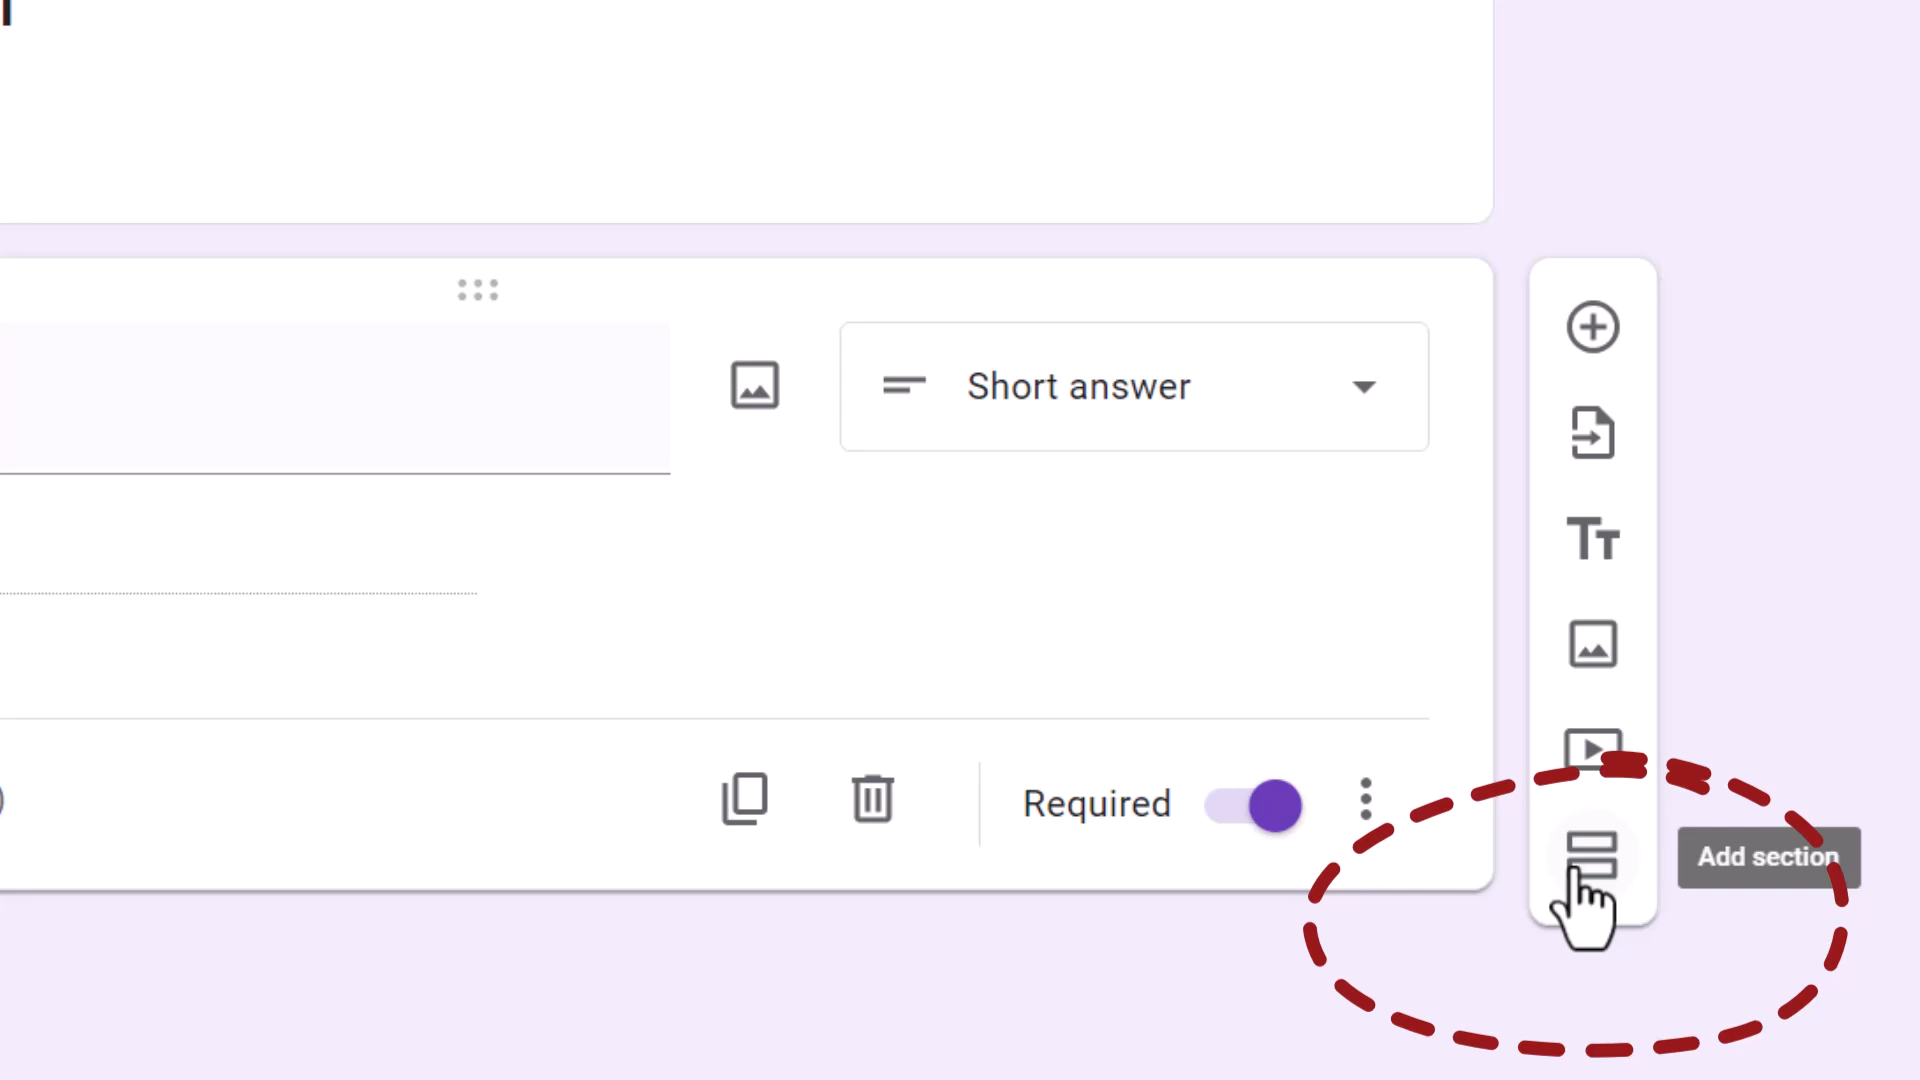 Short answer
Required
Add section